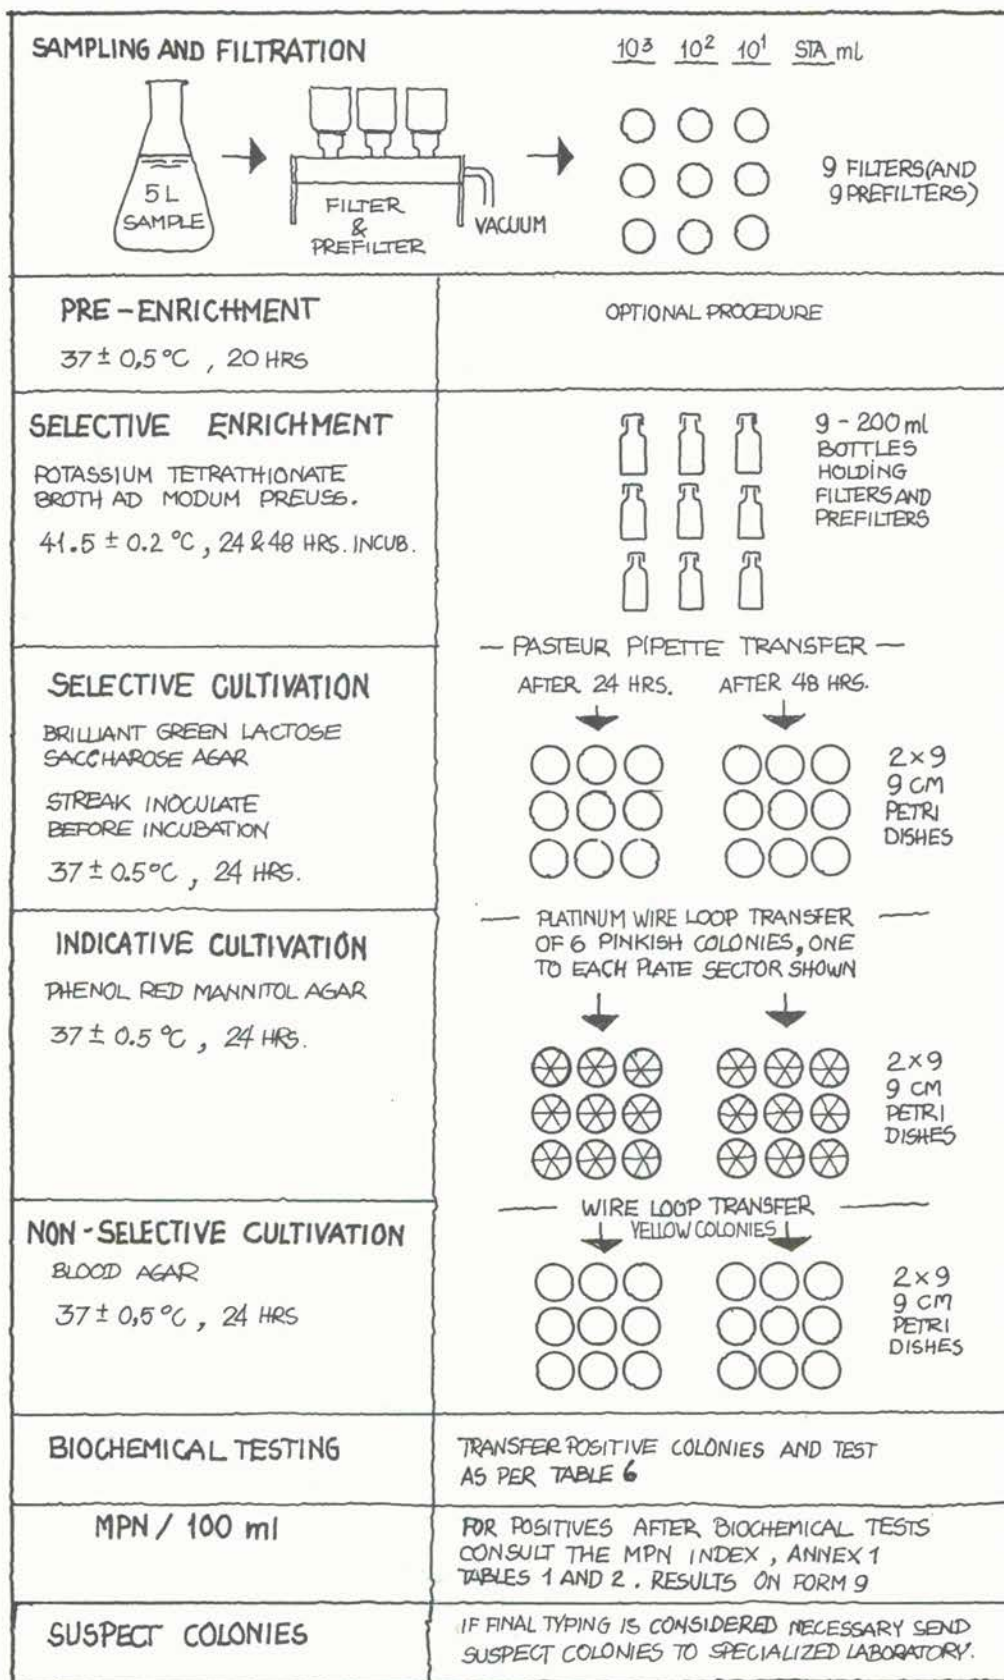 SAMPLING AND FILTRATION
10³ 10² 10¹ STA ml
5 L
SAMPLE
FILTER
&
PREFILTER
VACUUM
9 FILTERS (AND
9 PREFILTERS)
PRE-ENRICHMENT
37 ± 0,5 °C , 20 HRS
OPTIONAL PROCEDURE
SELECTIVE ENRICHMENT
POTASSIUM TETRATHIONATE
BROTH AD MODUM PREUSS.
41.5 ± 0.2 °C , 24 & 48 HRS. INCUB.
9 - 200 ml
BOTTLES
HOLDING
FILTERS AND
PREFILTERS
— PASTEUR PIPETTE TRANSFER —
AFTER 24 HRS. AFTER 48 HRS.
SELECTIVE CULTIVATION
BRILLIANT GREEN LACTOSE
SACCHAROSE AGAR
STREAK INOCULATE
BEFORE INCUBATION
37 ± 0.5 °C , 24 HRS.
2 × 9
9 CM
PETRI
DISHES
— PLATINUM WIRE LOOP TRANSFER —
OF 6 PINKISH COLONIES, ONE
TO EACH PLATE SECTOR SHOWN
INDICATIVE CULTIVATION
PHENOL RED MANNITOL AGAR
37 ± 0.5 °C , 24 HRS.
2 × 9
9 CM
PETRI
DISHES
— WIRE LOOP TRANSFER —
YELLOW COLONIES
NON-SELECTIVE CULTIVATION
BLOOD AGAR
37 ± 0,5 °C , 24 HRS
2 × 9
9 CM
PETRI
DISHES
BIOCHEMICAL TESTING
TRANSFER POSITIVE COLONIES AND TEST
AS PER TABLE 6
MPN / 100 ml
FOR POSITIVES AFTER BIOCHEMICAL TESTS
CONSULT THE MPN INDEX , ANNEX 1
TABLES 1 AND 2 . RESULTS ON FORM 9
SUSPECT COLONIES
IF FINAL TYPING IS CONSIDERED NECESSARY SEND
SUSPECT COLONIES TO SPECIALIZED LABORATORY.